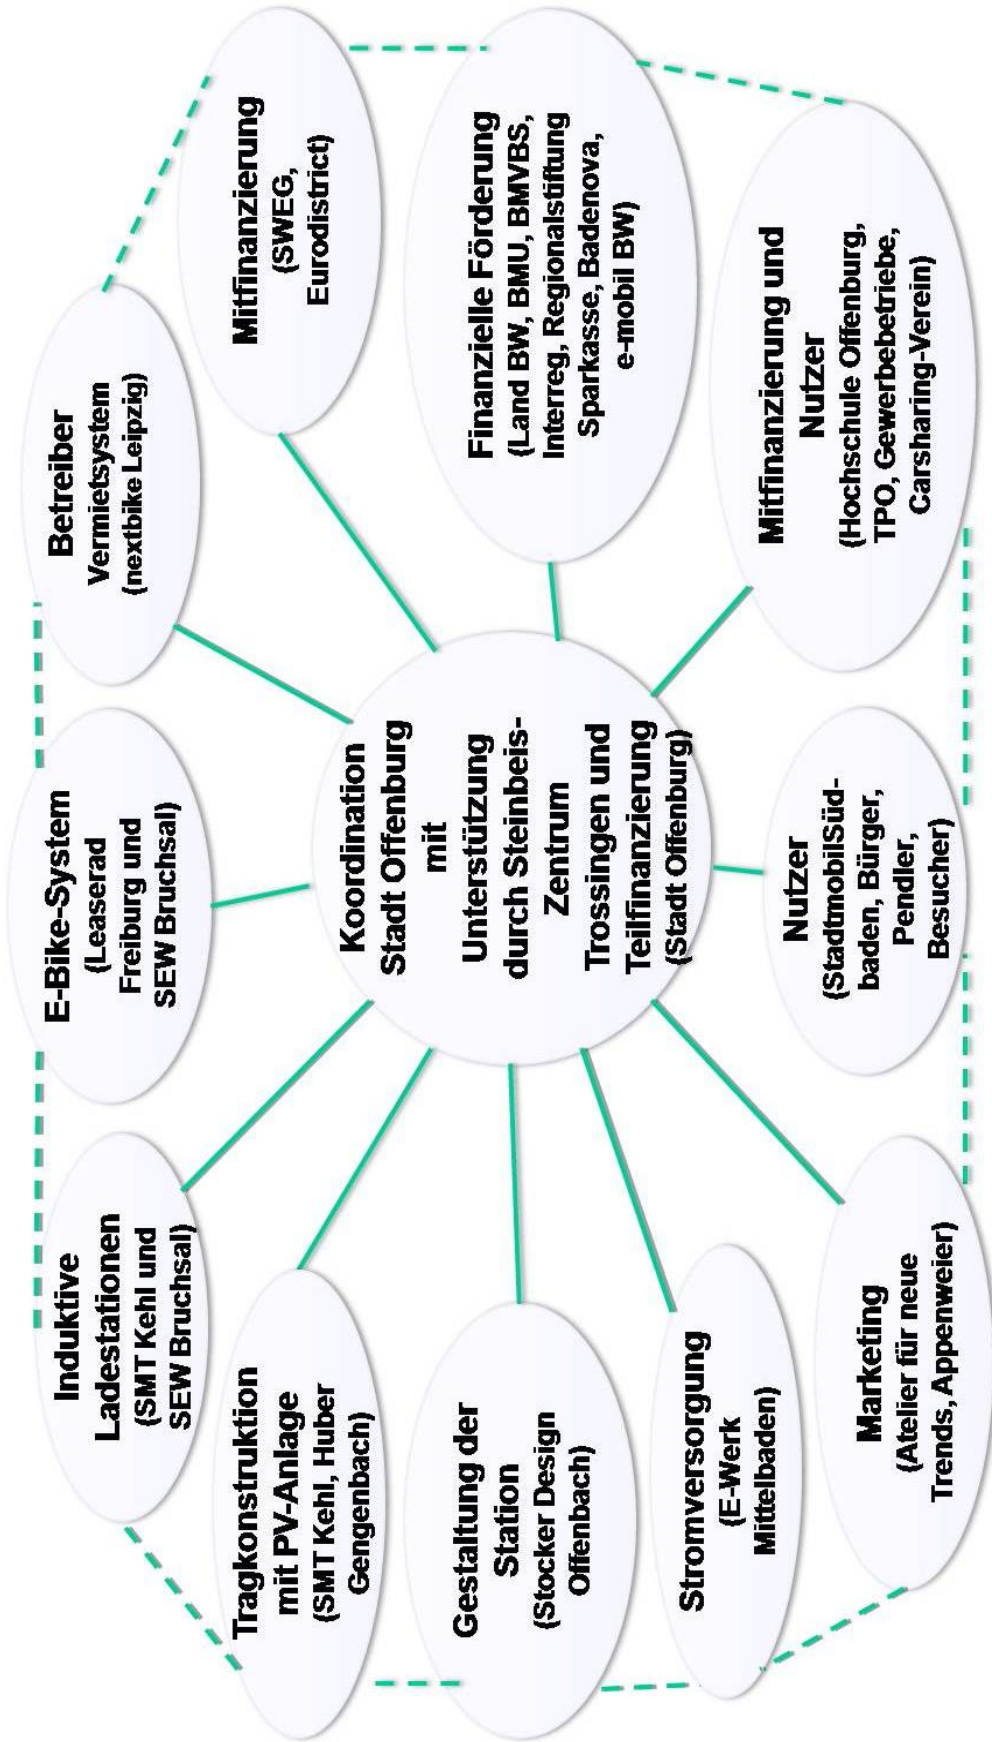 Induktive
Ladestationen
(SMT Kehl und
SEW Bruchsal)
E-Bike-System
(Leaserad
Freiburg und
SEW Bruchsal)
Betreiber
Vermietsystem
(nextbike Leipzig)
Mitfinanzierung
(SWEG,
Eurodistrict)
Tragkonstruktion
mit PV-Anlage
(SMT Kehl, Huber
Gengenbach)
Koordination
Stadt Offenburg
mit
Unterstützung
durch Steinbeis-
Zentrum
Trossingen und
Teilfinanzierung
(Stadt Offenburg)
Finanzielle Förderung
(Land BW, BMU, BMVBS,
Interreg, Regionalstiftung
Sparkasse, Badenova,
e-mobil BW)
Gestaltung der
Station
(Stocker Design
Offenbach)
Stromversorgung
(E-Werk
Mittelbaden)
Marketing
(Atelier für neue
Trends, Appenweier)
Nutzer
(StadtmobilSüd-
baden, Bürger,
Pendler,
Besucher)
Mitfinanzierung und
Nutzer
(Hochschule Offenburg,
TPO, Gewerbebetriebe,
Carsharing-Verein)